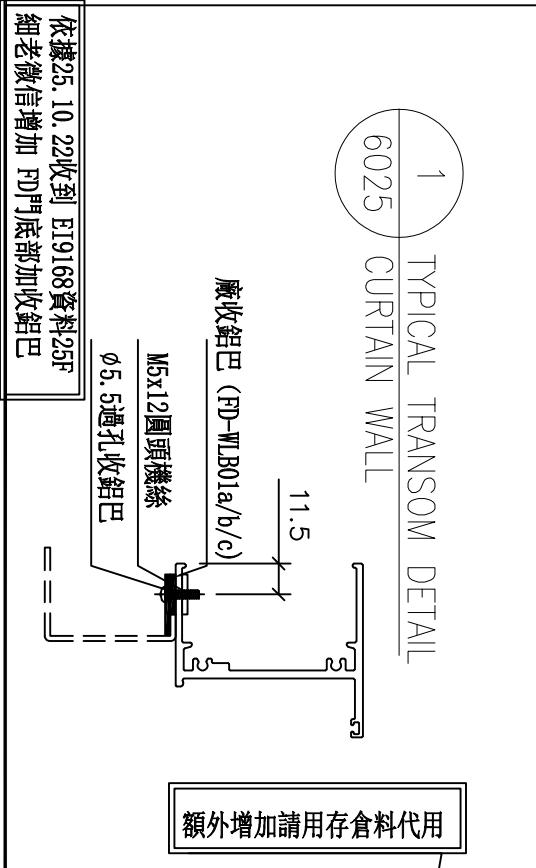 1
6025
TYPICAL TRANSOM DETAIL
CURTAIN WALL
11.5
廠收鋁巴 (FD-WLB01a/b/c)
M5x12圓頭機絲
Ø5.5過孔收鋁巴
依據25.10.22收到 EI9168資料25F
細老微信增加 FD門底部加收鋁巴
額外增加請用存倉料代用